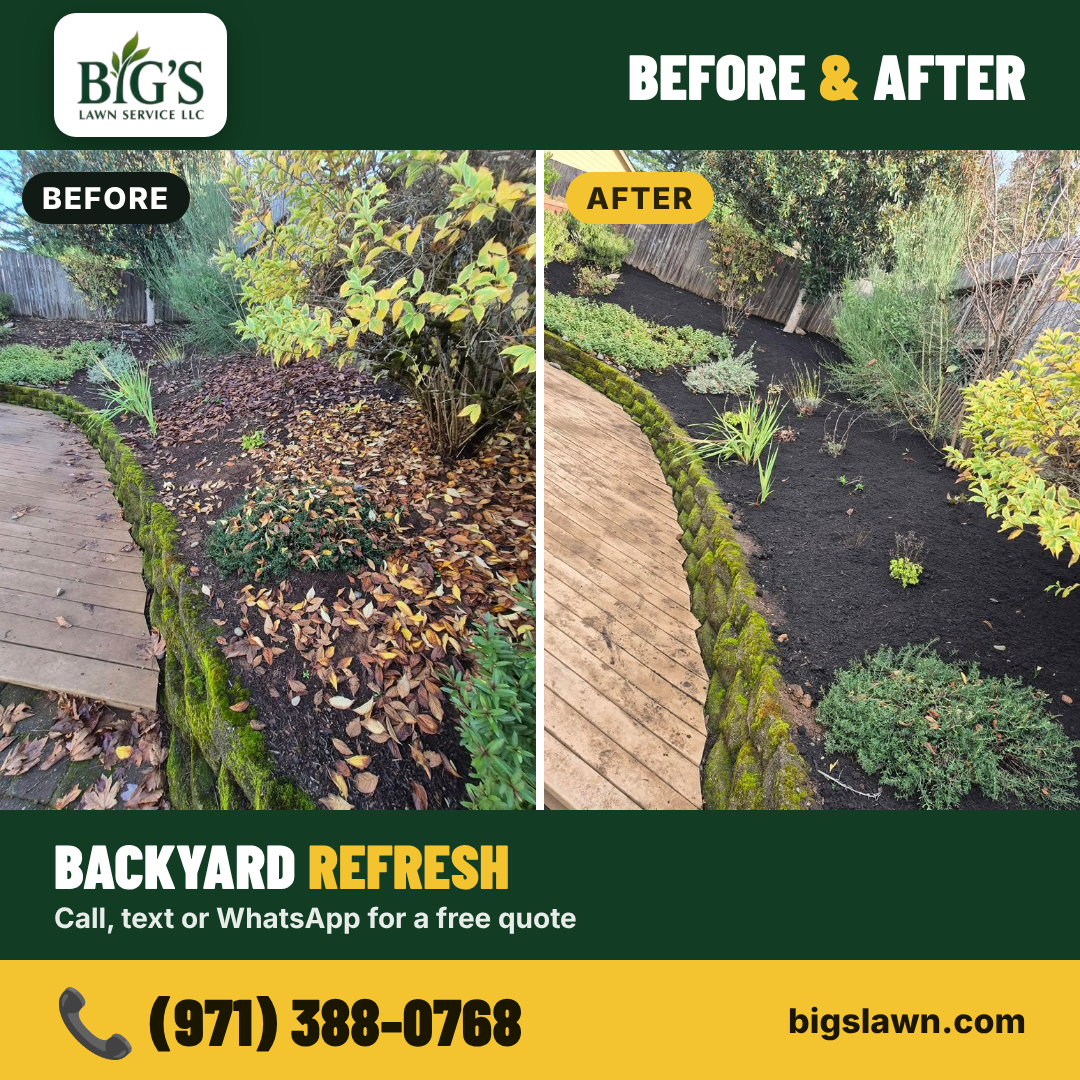 BIG'S
LAWN SERVICE LLC
BEFORE & AFTER
BEFORE
AFTER
BACKYARD REFRESH
Call, text or WhatsApp for a free quote
(971) 388-0768
bigslawn.com